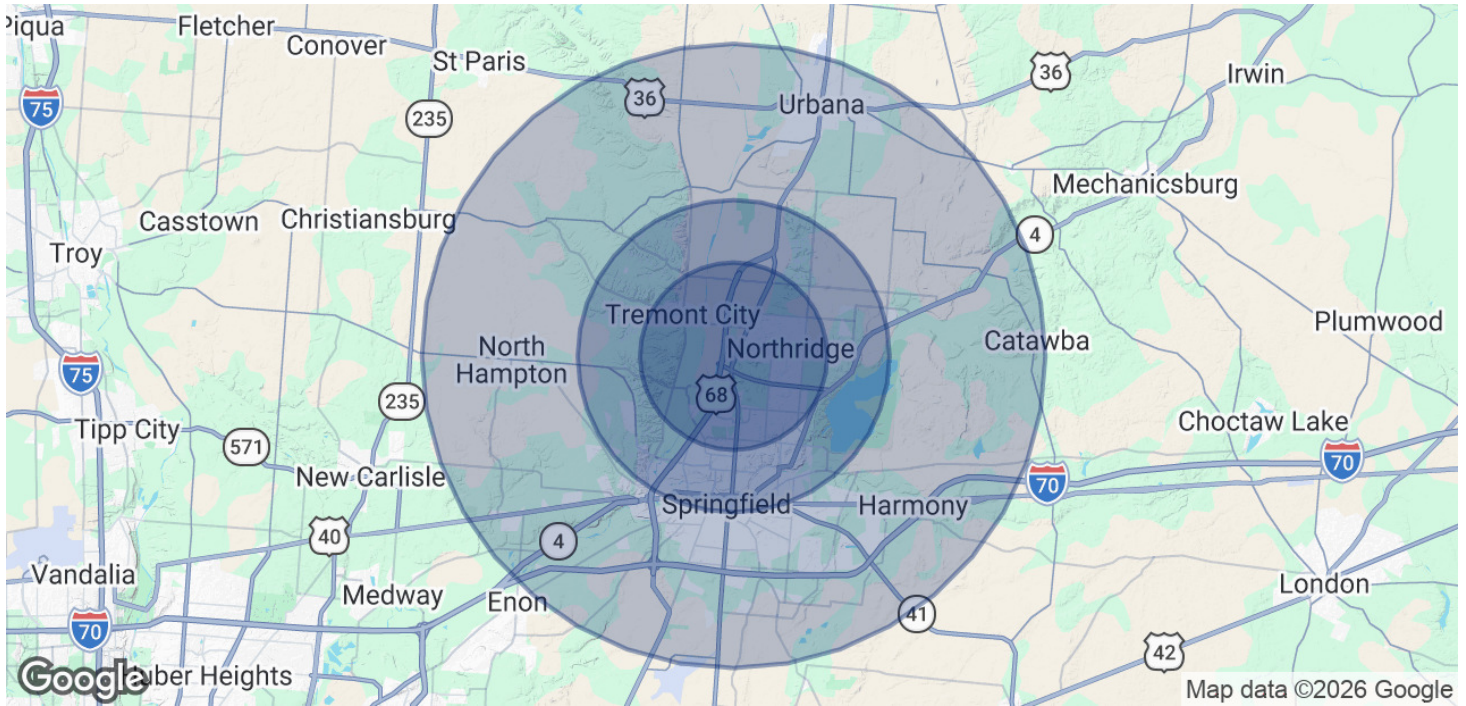 Piqua
Fletcher
Conover
St Paris
36
36
Irwin
75
235
Urbana
Mechanicsburg
Casstown
Christiansburg
4
Troy
Tremont City
Plumwood
North
Hampton
Northridge
Catawba
75
235
68
Tipp City
571
Choctaw Lake
New Carlisle
70
70
Springfield
Harmony
40
4
Vandalia
Medway
Enon
London
70
41
42
Google
uber Heights
Map data ©2026 Google